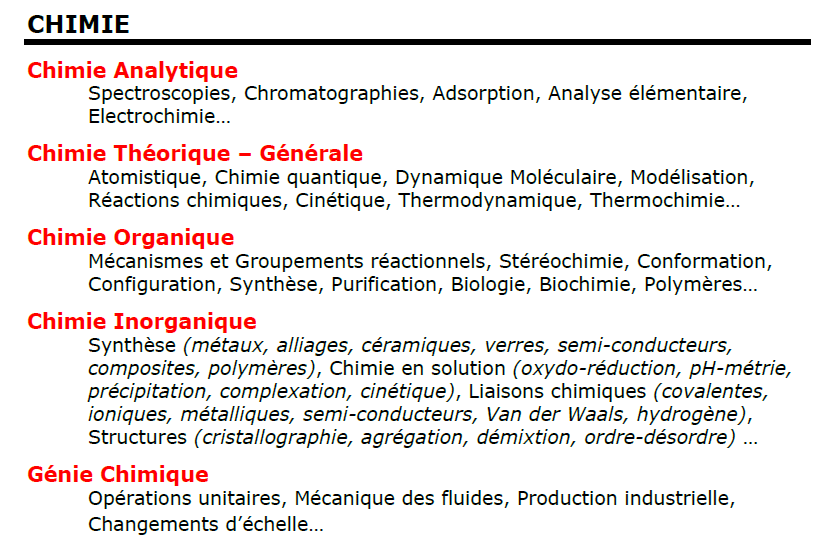 CHIMIE
Chimie Analytique
Spectroscopies, Chromatographies, Adsorption, Analyse élémentaire,
Electrochimie…
Chimie Théorique – Générale
Atomistique, Chimie quantique, Dynamique Moléculaire, Modélisation,
Réactions chimiques, Cinétique, Thermodynamique, Thermochimie…
Chimie Organique
Mécanismes et Groupements réactionnels, Stéréochimie, Conformation,
Configuration, Synthèse, Purification, Biologie, Biochimie, Polymères…
Chimie Inorganique
Synthèse (métaux, alliages, céramiques, verres, semi-conducteurs,
composites, polymères), Chimie en solution (oxydo-réduction, pH-métrie,
précipitation, complexation, cinétique), Liaisons chimiques (covalentes,
ioniques, métalliques, semi-conducteurs, Van der Waals, hydrogène),
Structures (cristallographie, agrégation, démixtion, ordre-désordre) …
Génie Chimique
Opérations unitaires, Mécanique des fluides, Production industrielle,
Changements d’échelle…